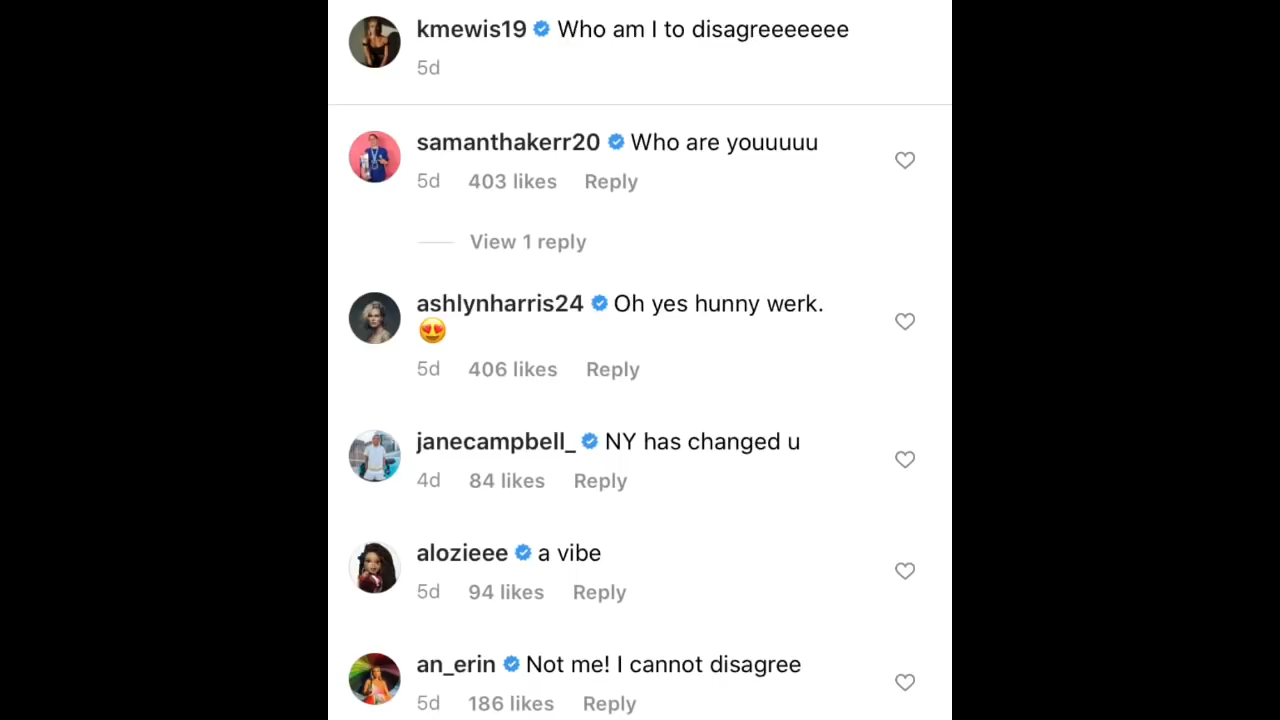 kmewis19 Who am I to disagreeeeeee
5d
samanthakerr20 Who are youuuuu
5d 403 likes Reply
View 1 reply
ashlynharris24 Oh yes hunny werk.
😍
5d 406 likes Reply
janecampbell_ NY has changed u
4d 84 likes Reply
alozieee a vibe
5d 94 likes Reply
an_erin Not me! I cannot disagree
5d 186 likes Reply